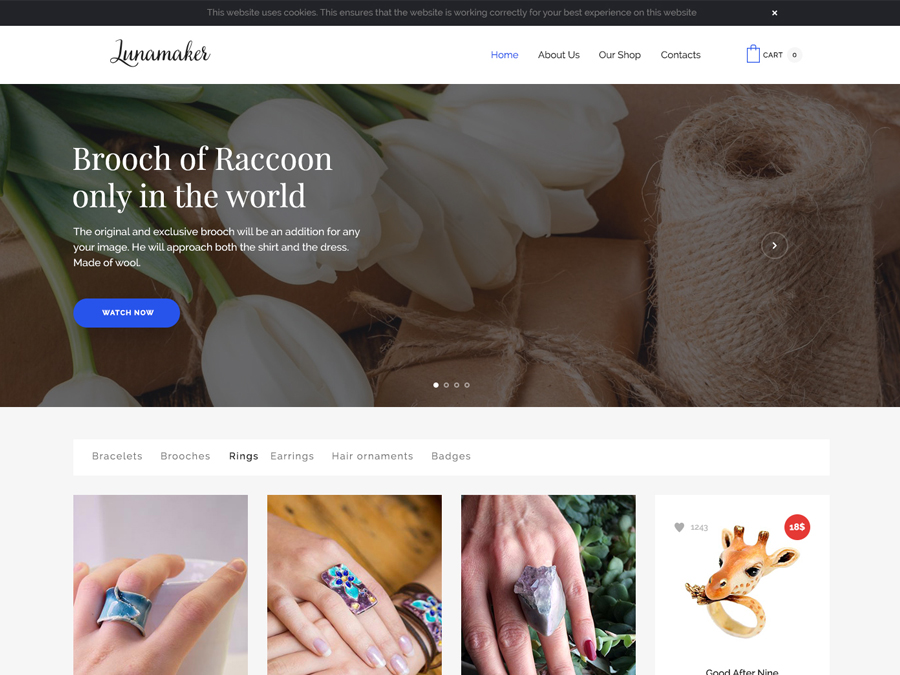 This website uses cookies. This ensures that the website is working correctly for your best experience on this website
Lunamaker
Home About Us Our Shop Contacts CART 0
Brooch of Raccoon
only in the world
The original and exclusive brooch will be an addition for any
your image. He will approach both the shirt and the dress.
Made of wool.
WATCH NOW
Bracelets Brooches Rings Earrings Hair ornaments Badges
1243 18$
Good After Nine